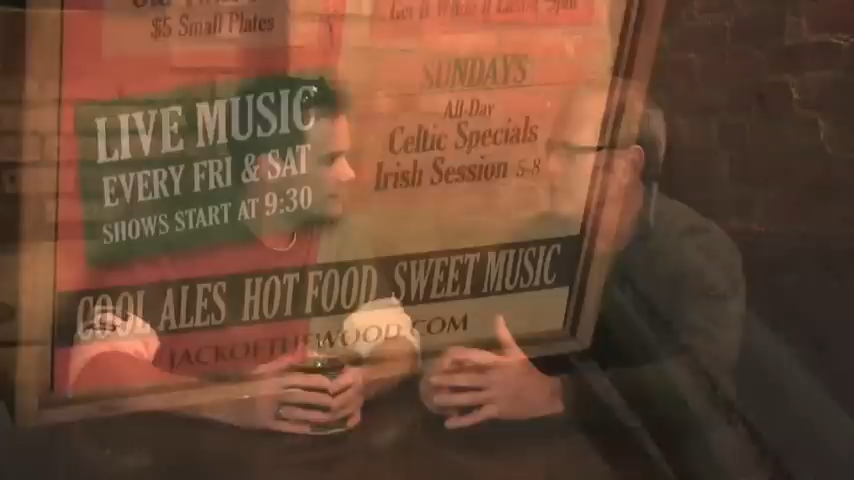 $5 Small Plates
LIVE MUSIC
EVERY FRI & SAT
SHOWS START AT 9:30
SUNDAYS
All-Day
Celtic Specials
Irish Session 5-8
COOL ALES HOT FOOD SWEET MUSIC
JACKOFTHEWOOD.COM